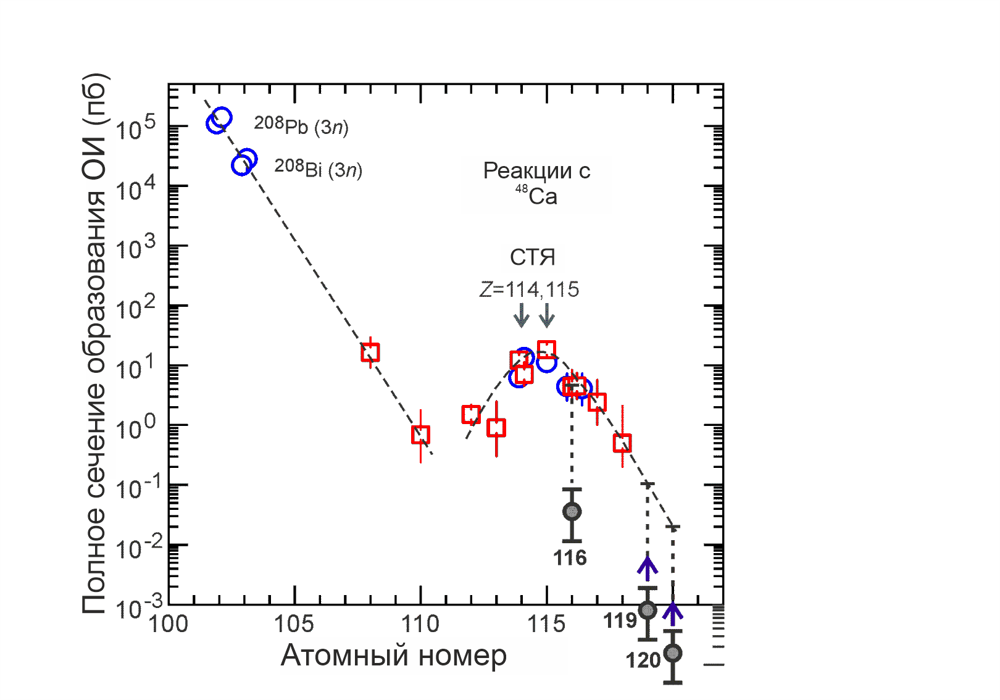 Полное сечение образования ОИ (пб)
10^5
10^4
10^3
10^2
10^1
10^0
10^-1
10^-2
10^-3
^208Pb (3n)
^208Bi (3n)
Реакции с
^48Ca
СТЯ
Z=114,115
116
119
120
100
105
110
115
Атомный номер